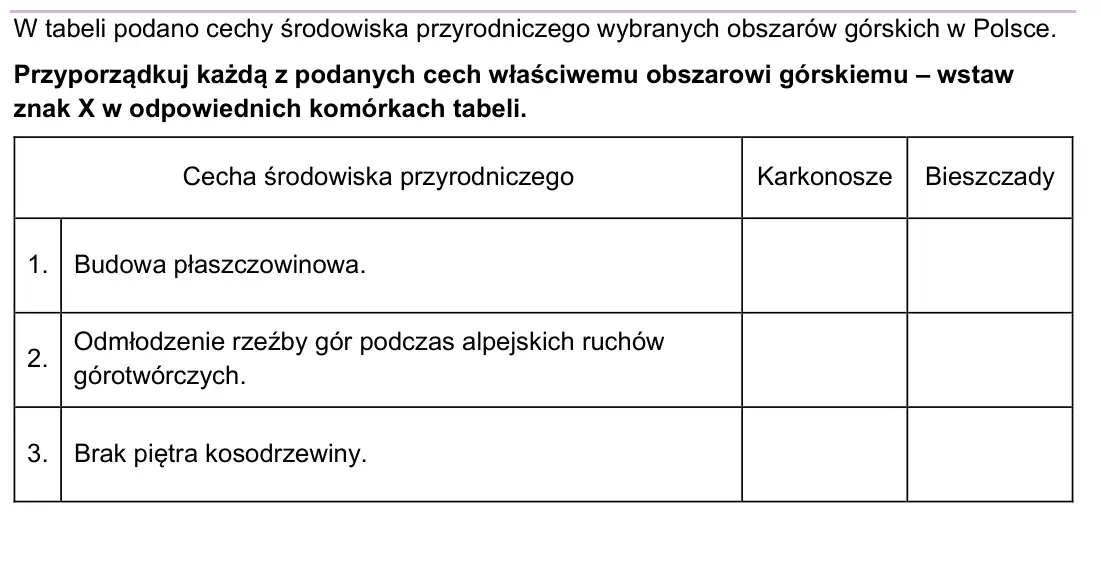 W tabeli podano cechy środowiska przyrodniczego wybranych obszarów górskich w Polsce.
Przyporządkuj każdą z podanych cech właściwemu obszarowi górskiemu – wstaw
znak X w odpowiednich komórkach tabeli.
Cecha środowiska przyrodniczego Karkonosze Bieszczady
1. Budowa płaszczowinowa.
2. Odmłodzenie rzeźby gór podczas alpejskich ruchów
górotwórczych.
3. Brak piętra kosodrzewiny.